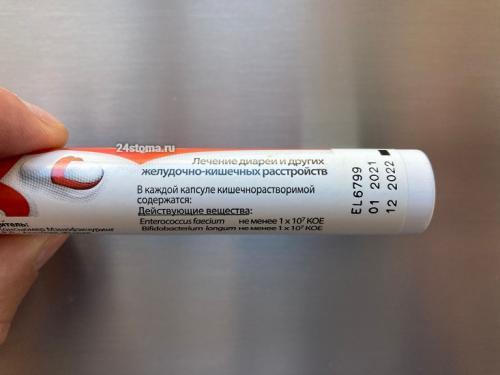 24stoma.ru
Лечение диареи и других
желудочно-кишечных расстройств
В каждой капсуле кишечнорастворимой
содержатся:
Действующие вещества:
Enterococcus faecium не менее 1 x 10⁷ КОЕ
Bifidobacterium longum не менее 1 x 10⁷ КОЕ
EL6799
01 2021
12 2022